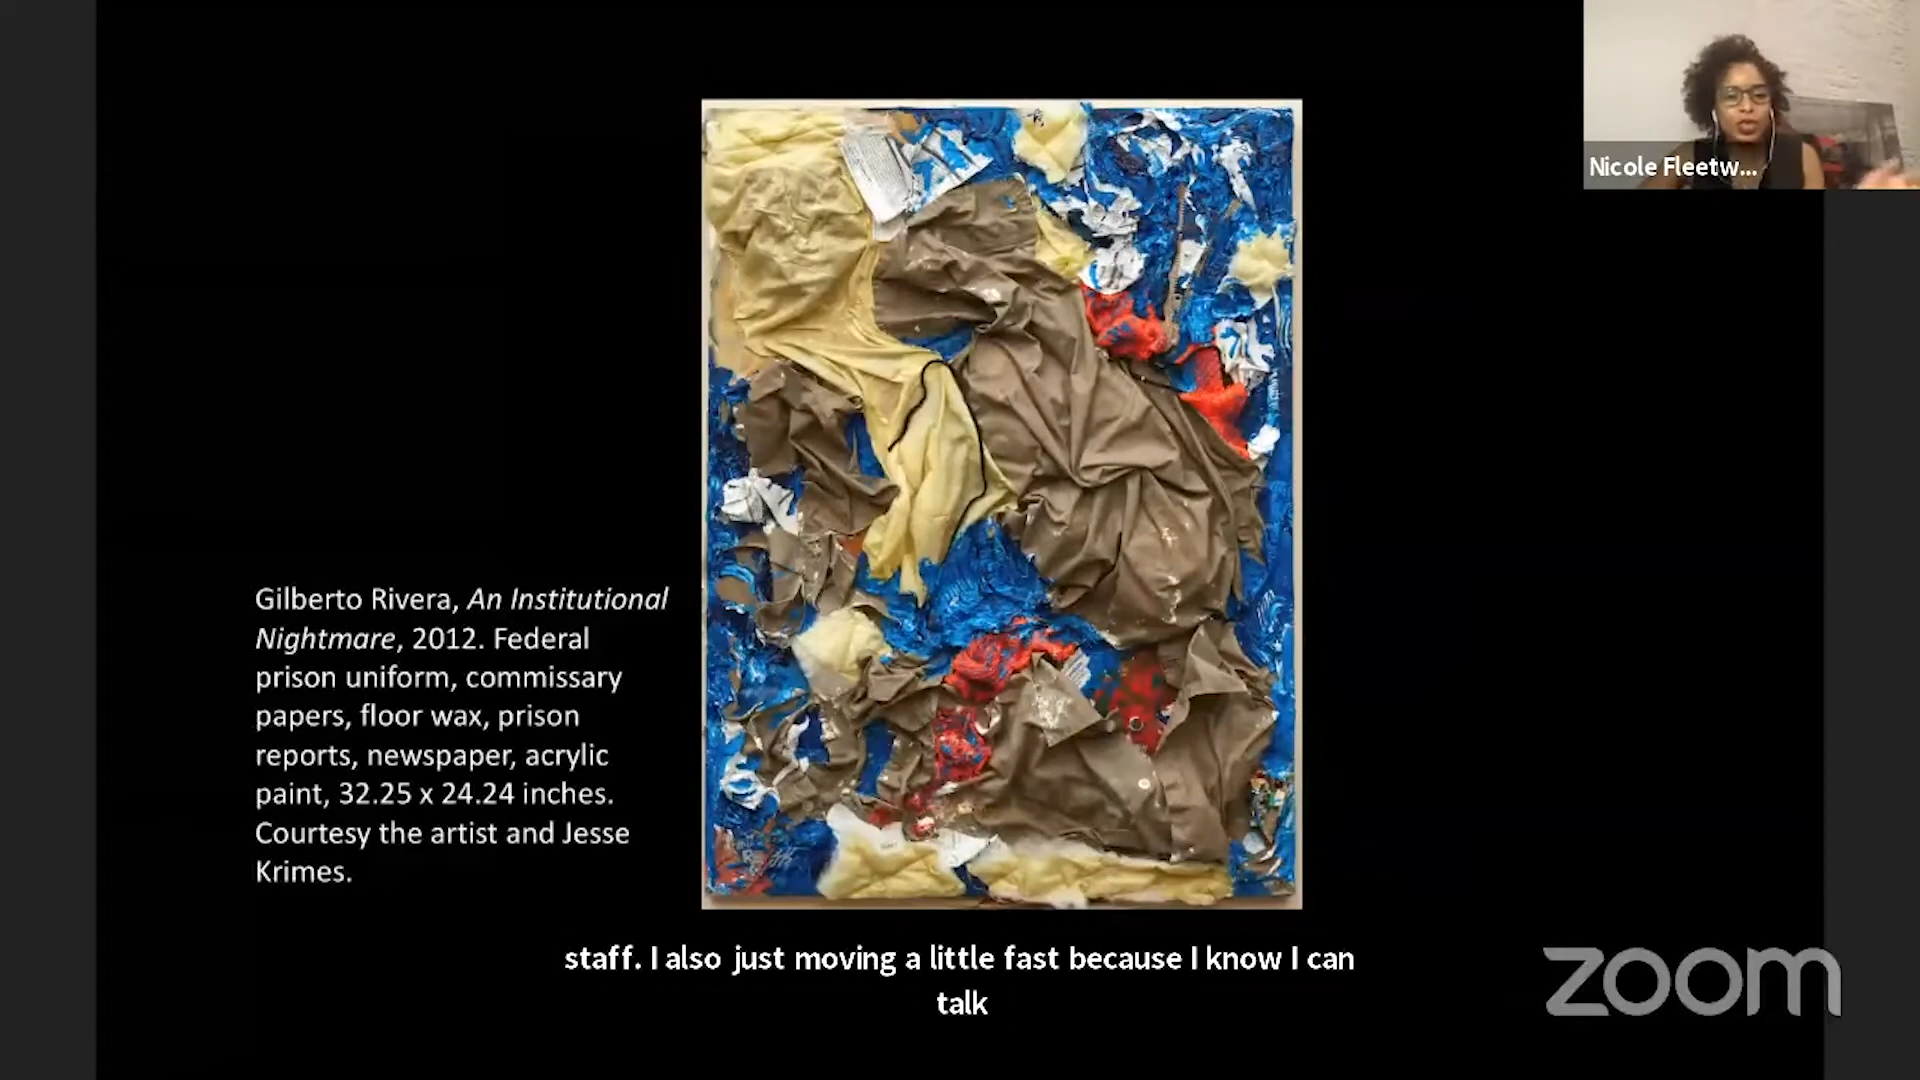 Nicole Fleetw...
Gilberto Rivera, An Institutional
Nightmare, 2012. Federal
prison uniform, commissary
papers, floor wax, prison
reports, newspaper, acrylic
paint, 32.25 x 24.24 inches.
Courtesy the artist and Jesse
Krimes.
staff. I also just moving a little fast because I know I can
talk
zoom